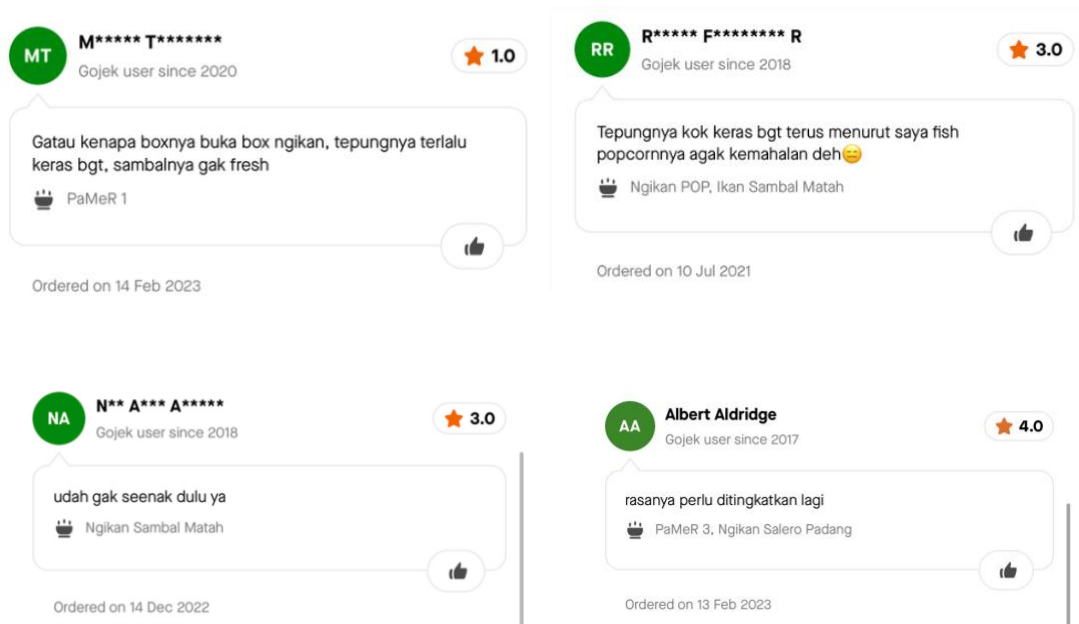 MT
M***** T*******
Gojek user since 2020
1.0
Gatau kenapa boxnya buka box ngikan, tepungnya terlalu
keras bgt, sambalnya gak fresh
PaMeR 1
Ordered on 14 Feb 2023
RR
R***** F******** R
Gojek user since 2018
3.0
Tepungnya kok keras bgt terus menurut saya fish
popcornnya agak kemahalan deh😑
Ngikan POP, Ikan Sambal Matah
Ordered on 10 Jul 2021
NA
N** A*** A*****
Gojek user since 2018
3.0
udah gak seenak dulu ya
Ngikan Sambal Matah
Ordered on 14 Dec 2022
AA
Albert Aldridge
Gojek user since 2017
4.0
rasanya perlu ditingkatkan lagi
PaMeR 3, Ngikan Salero Padang
Ordered on 13 Feb 2023